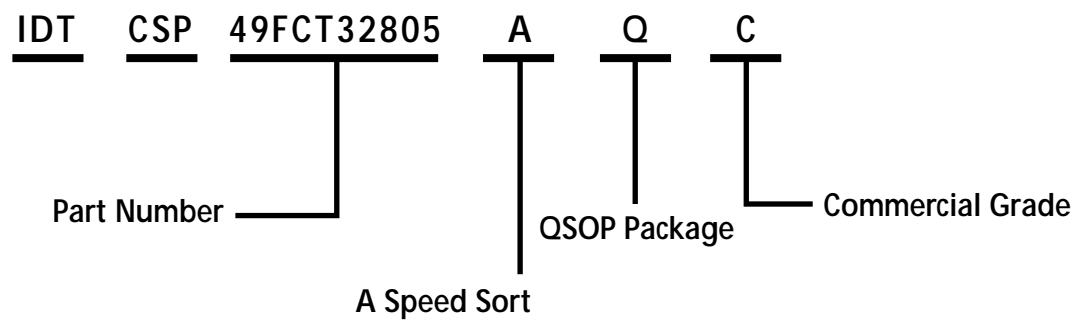 IDT CSP 49FCT32805 A Q C
Part Number
Commercial Grade
QSOP Package
A Speed Sort